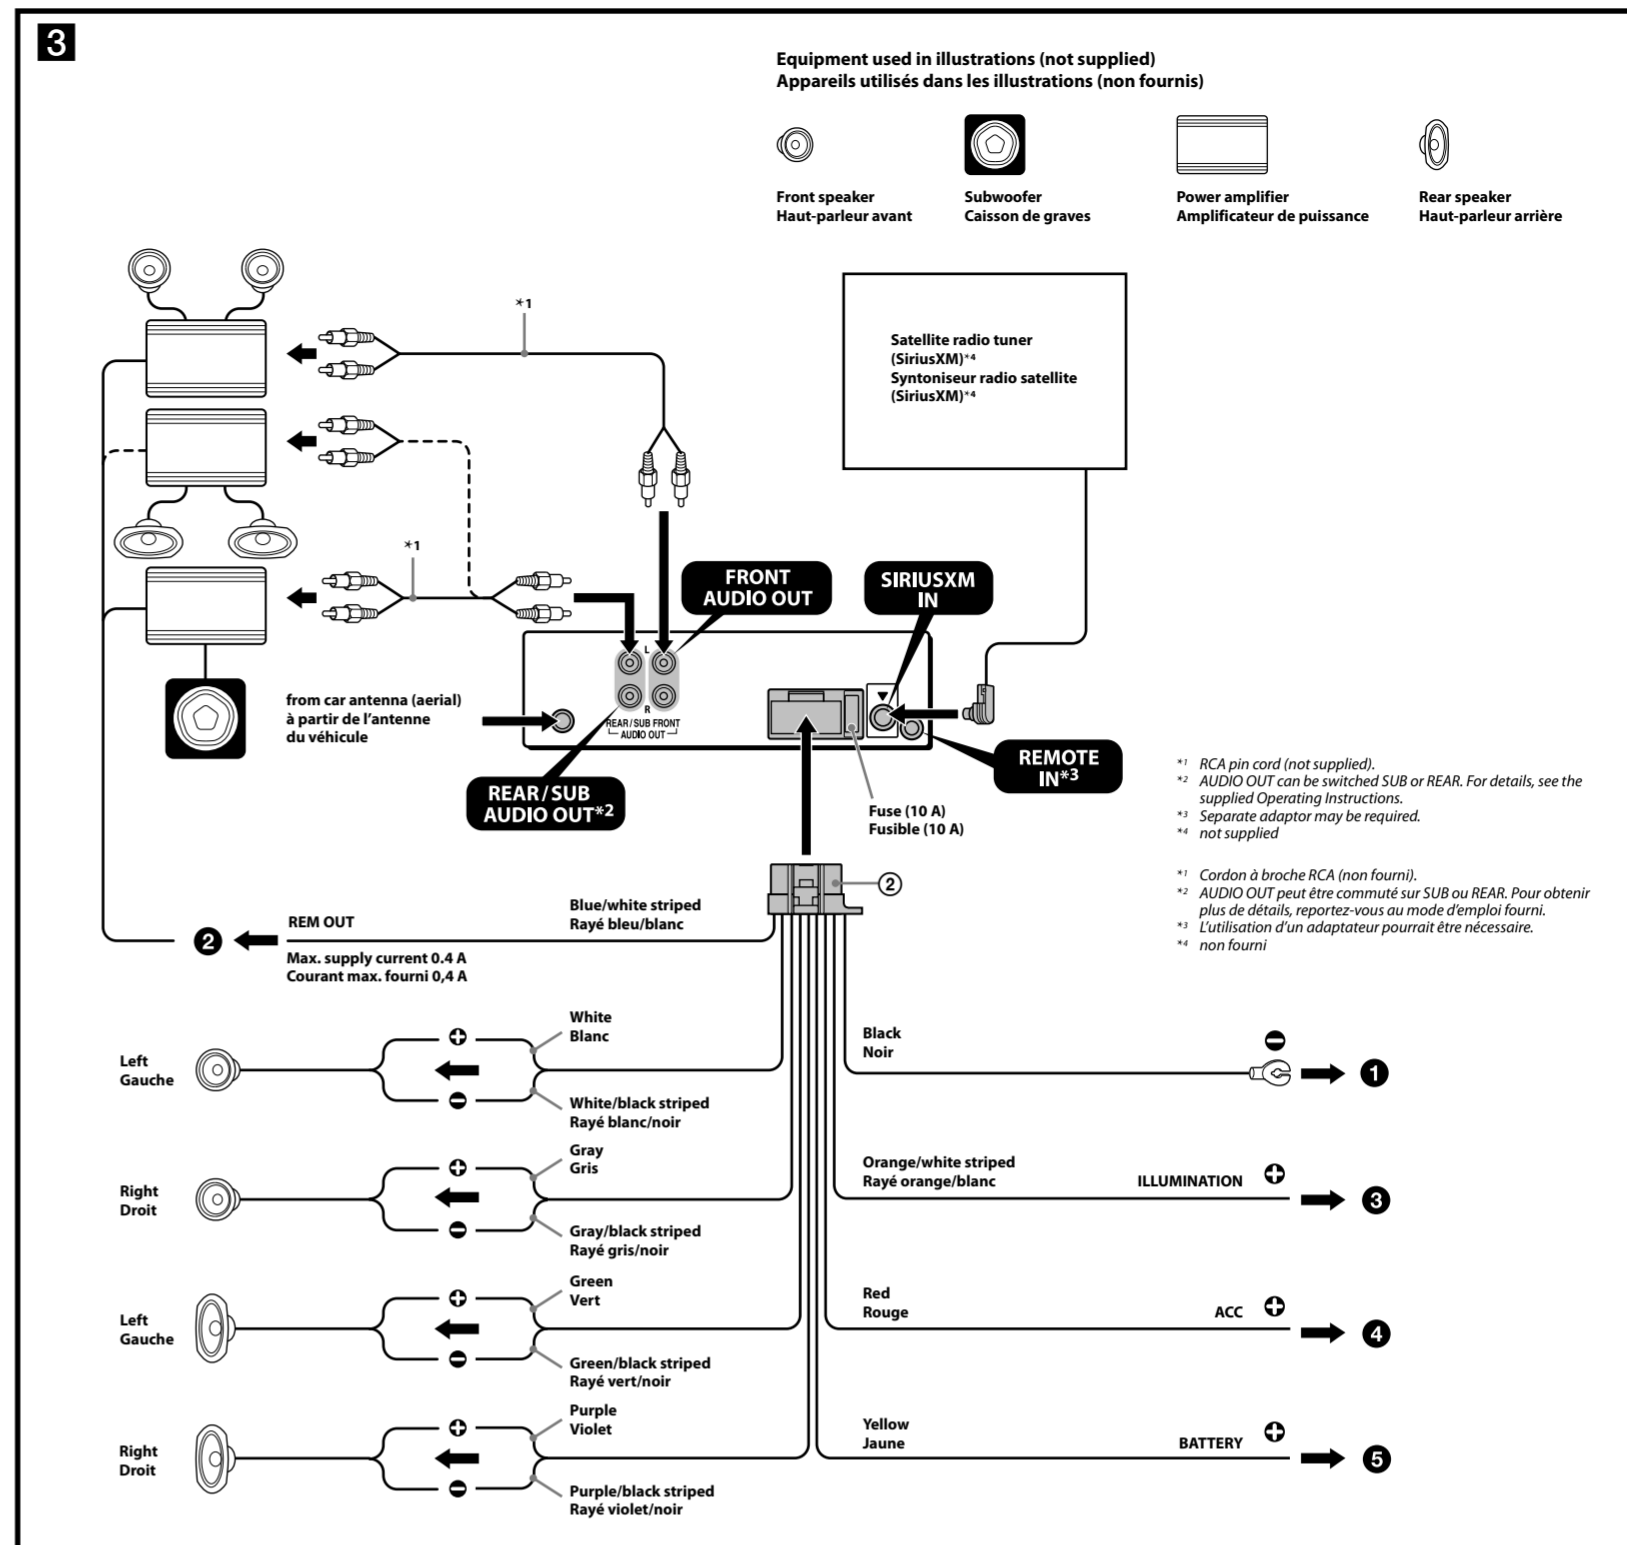 3
Equipment used in illustrations (not supplied)
Appareils utilisés dans les illustrations (non fournis)
Front speaker
Haut-parleur avant
Subwoofer
Caisson de graves
Power amplifier
Amplificateur de puissance
Rear speaker
Haut-parleur arrière
*1
Satellite radio tuner
(SiriusXM)*4
Syntoniseur radio satellite
(SiriusXM)*4
*1
FRONT
AUDIO OUT
SIRIUSXM
IN
from car antenna (aerial)
à partir de l'antenne
du véhicule
L
R
REAR/SUB FRONT
AUDIO OUT
REAR/SUB
AUDIO OUT*2
REMOTE
IN*3
Fuse (10 A)
Fusible (10 A)
*1 RCA pin cord (not supplied).
*2 AUDIO OUT can be switched SUB or REAR. For details, see the
supplied Operating Instructions.
*3 Separate adaptor may be required.
*4 not supplied
*1 Cordon à broche RCA (non fourni).
*2 AUDIO OUT peut être commuté sur SUB ou REAR. Pour obtenir
plus de détails, reportez-vous au mode d'emploi fourni.
*3 L'utilisation d'un adaptateur pourrait être nécessaire.
*4 non fourni
②
❷
REM OUT
Blue/white striped
Rayé bleu/blanc
Max. supply current 0.4 A
Courant max. fourni 0,4 A
Left
Gauche
+
−
White
Blanc
White/black striped
Rayé blanc/noir
Black
Noir
−
❶
Right
Droit
+
−
Gray
Gris
Gray/black striped
Rayé gris/noir
Orange/white striped
Rayé orange/blanc
ILLUMINATION
+
❸
Left
Gauche
+
−
Green
Vert
Green/black striped
Rayé vert/noir
Red
Rouge
ACC
+
❹
Right
Droit
+
−
Purple
Violet
Purple/black striped
Rayé violet/noir
Yellow
Jaune
BATTERY
+
❺